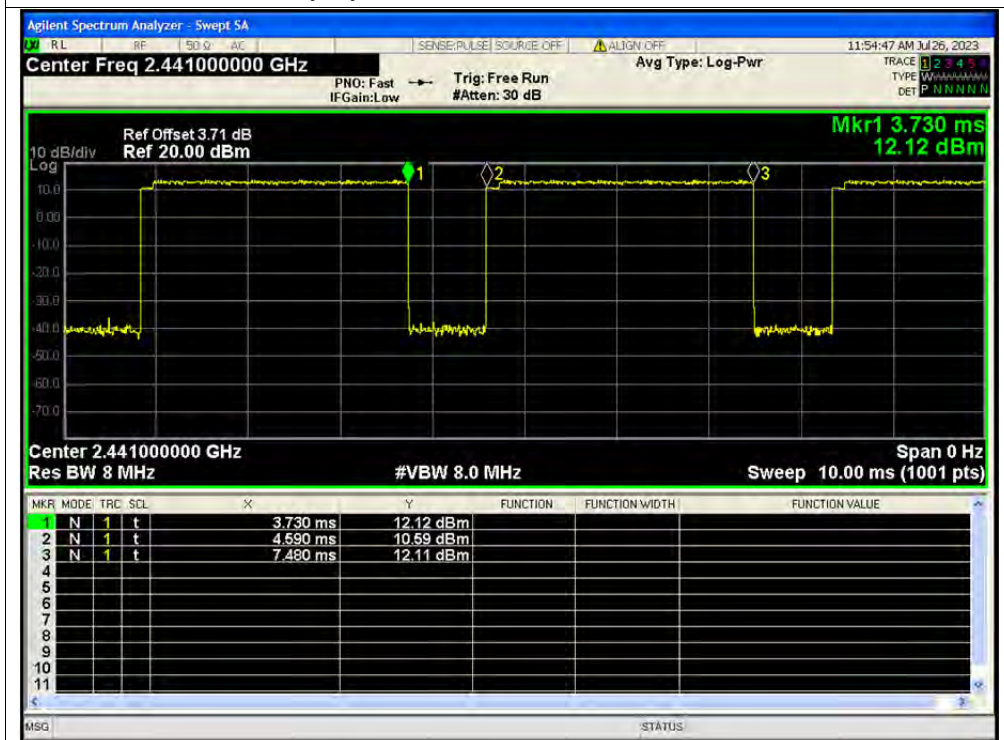 Agilent Spectrum Analyzer - Swept SA
LXI RL RF 50 Ω AC SENSE:PULSE SOURCE OFF ALIGN OFF 11:54:47 AM Jul 26, 2023
Center Freq 2.441000000 GHz Avg Type: Log-Pwr TRACE 1 2 3 4 5 6
PNO: Fast Trig: Free Run TYPE W
IFGain:Low #Atten: 30 dB DET P N N N N N
Mkr1 3.730 ms
Ref Offset 3.71 dB
10 dB/div Ref 20.00 dBm 12.12 dBm
Log
1 2 3
10.0
0.00
-10.0
-20.0
-30.0
-40.0
-50.0
-60.0
-70.0
Center 2.441000000 GHz Span 0 Hz
Res BW 8 MHz #VBW 8.0 MHz Sweep 10.00 ms (1001 pts)
MKR MODE TRC SCL X Y FUNCTION FUNCTION WIDTH FUNCTION VALUE
1 N 1 t 3.730 ms 12.12 dBm
2 N 1 t 4.590 ms 10.59 dBm
3 N 1 t 7.480 ms 12.11 dBm
4
5
6
7
8
9
10
11
MSG STATUS